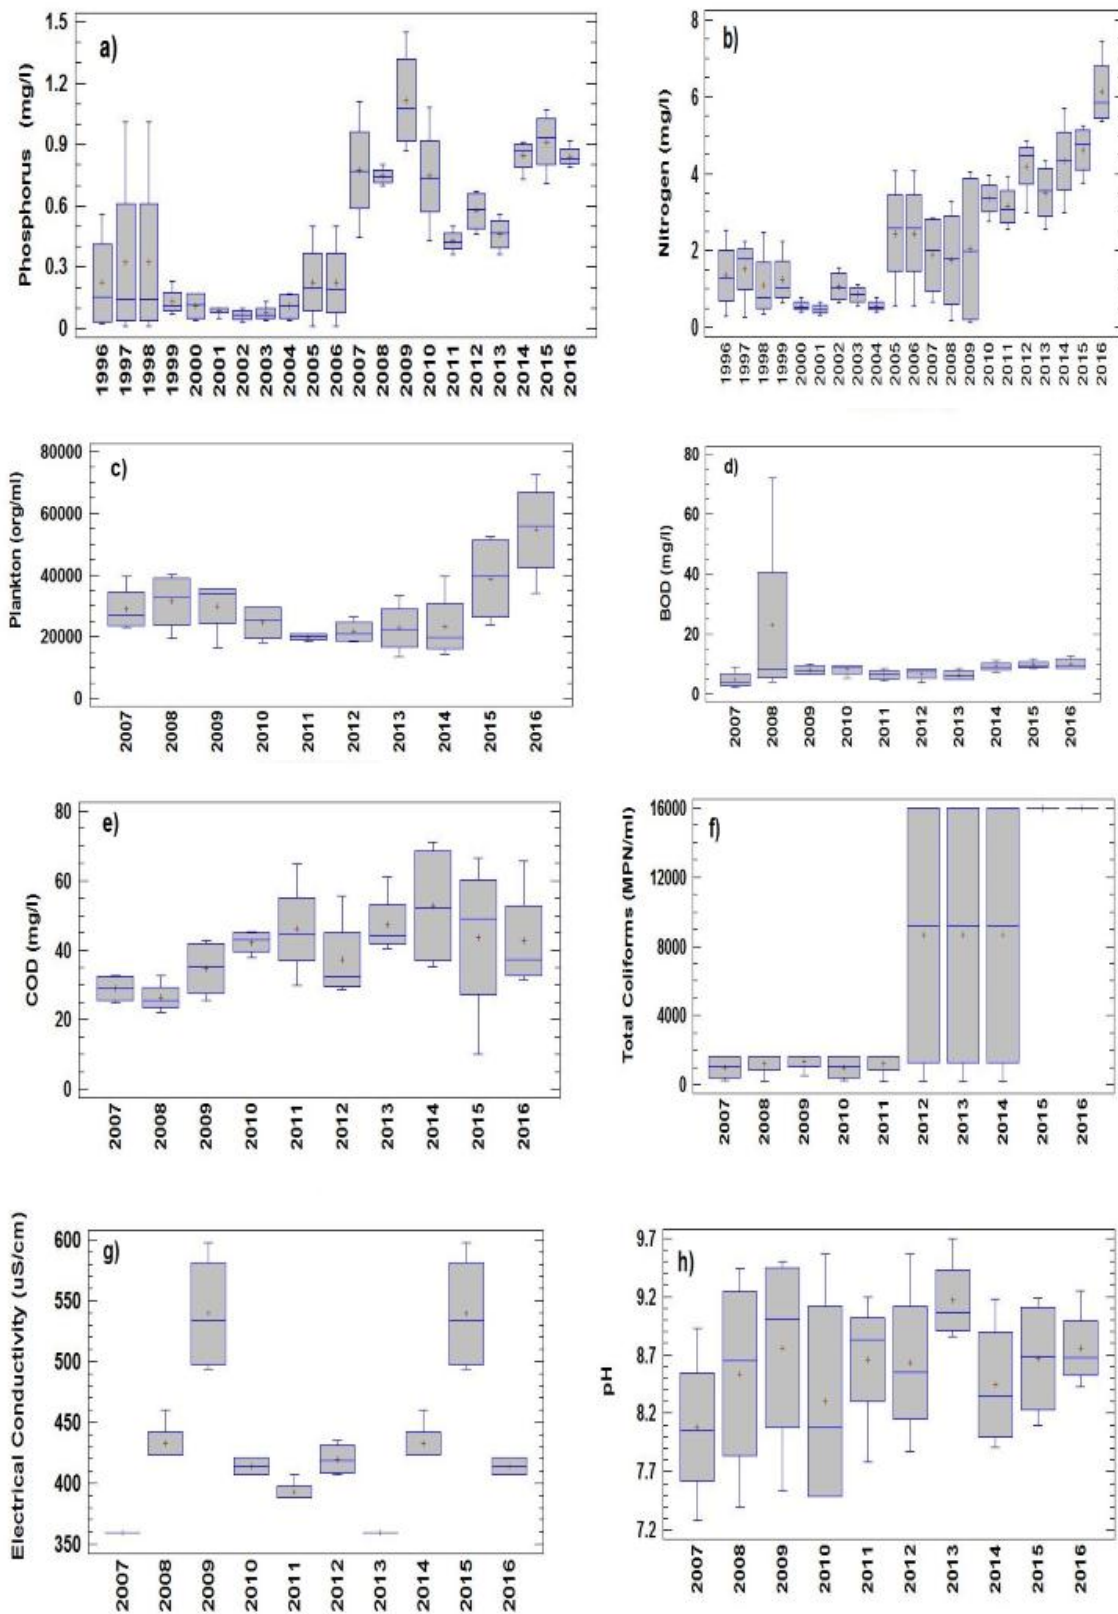 a)
Phosphorus (mg/l)
1.5
1.2
0.9
0.6
0.3
0
1996 1997 1998 1999 2000 2001 2002 2003 2004 2005 2006 2007 2008 2009 2010 2011 2012 2013 2014 2015 2016
b)
Nitrogen (mg/l)
8
6
4
2
0
1996 1997 1998 1999 2000 2001 2002 2003 2004 2005 2006 2007 2008 2009 2010 2011 2012 2013 2014 2015 2016
c)
Plankton (org/ml)
80000
60000
40000
20000
0
2007 2008 2009 2010 2011 2012 2013 2014 2015 2016
d)
BOD (mg/l)
80
60
40
20
0
2007 2008 2009 2010 2011 2012 2013 2014 2015 2016
e)
COD (mg/l)
80
60
40
20
0
2007 2008 2009 2010 2011 2012 2013 2014 2015 2016
f)
Total Coliforms (MPN/ml)
16000
12000
8000
4000
0
2007 2008 2009 2010 2011 2012 2013 2014 2015 2016
g)
Electrical Conductivity (uS/cm)
600
550
500
450
400
350
2007 2008 2009 2010 2011 2012 2013 2014 2015 2016
h)
pH
9.7
9.2
8.7
8.2
7.7
7.2
2007 2008 2009 2010 2011 2012 2013 2014 2015 2016